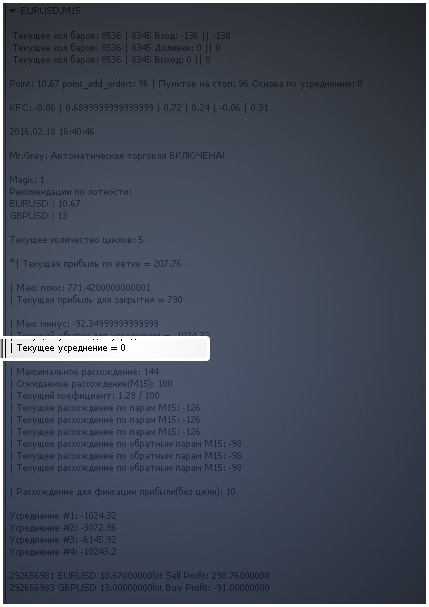 ▼ EURUSD,M15
Текущее кол баров: 8536 | 8345 Вход: -136 || -138
Текущее кол баров: 8536 | 8345 Доливки: 0 || 0
Текущее кол баров: 8536 | 8345 Выход: 0 || 0
Point: 10.67 point_add_orders: 96 | Пунктов на стоп: 96 Основа по усреднению: 0
KFC: -0.06 | 0.6899999999999999 | 0.72 | 0.24 | -0.06 | 0.31
2016.02.18 16:40:46
Mr.Gray: Автоматическая торговля ВКЛЮЧЕНА!
Magic: 1
Рекомендации по лотности:
EURUSD : 10.67
GBPUSD : 13
Текущее количество циклов: 5
*| Текущая прибыль по ветке = 207.76
| Макс плюс: 771.4200000000001
| Текущая прибыль для закрытия = 790
| Макс минус: -92.34999999999999
| Текущее усреднение = 0
| Максимальное расхождение: 144
| Ожидаемое расхождение(M15): 100
| Текущий коефициент: 1.29 / 100
| Текущее расхождение по парам M15: -126
| Текущее расхождение по парам M15: -126
| Текущее расхождение по парам M15: -126
| Текущее расхождение по обратным парам M15: -98
| Текущее расхождение по обратным парам M15: -98
| Текущее расхождение по обратным парам M15: -98
| Расхождение для фиксации прибыли(без цели): 10
Усреднение #1: -1024.32
Усреднение #2: -3072.96
Усреднение #3: -6145.92
Усреднение #4: -10243.2
292656981 EURUSD 10.67000000lot Sell Profit: 298.76000000
292656983 GBPUSD 13.00000000lot Buy Profit: -91.00000000